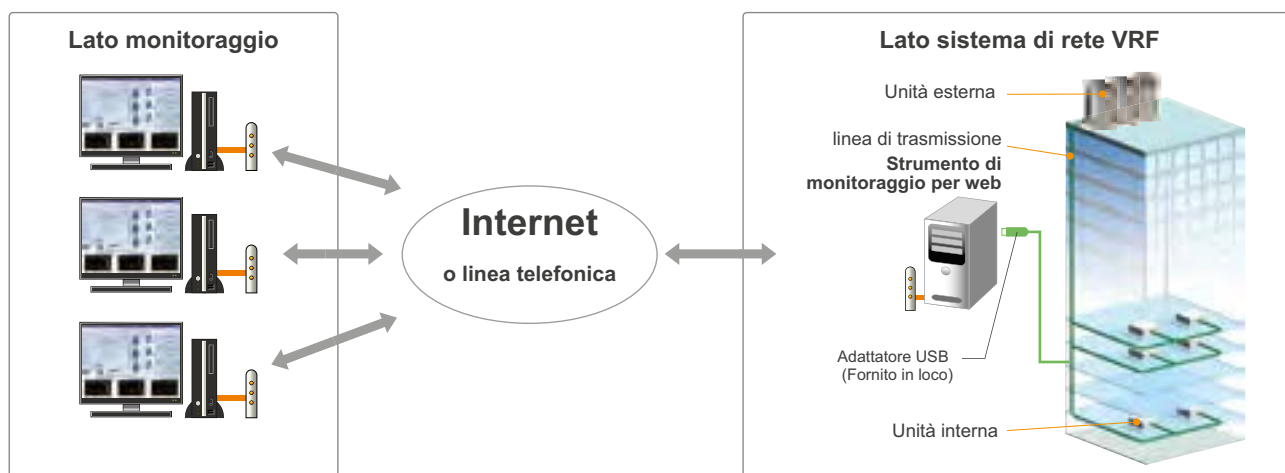 Lato monitoraggio
Internet
o linea telefonica
Lato sistema di rete VRF
Unità esterna
linea di trasmissione
Strumento di
monitoraggio per web
Adattatore USB
(Fornito in loco)
Unità interna